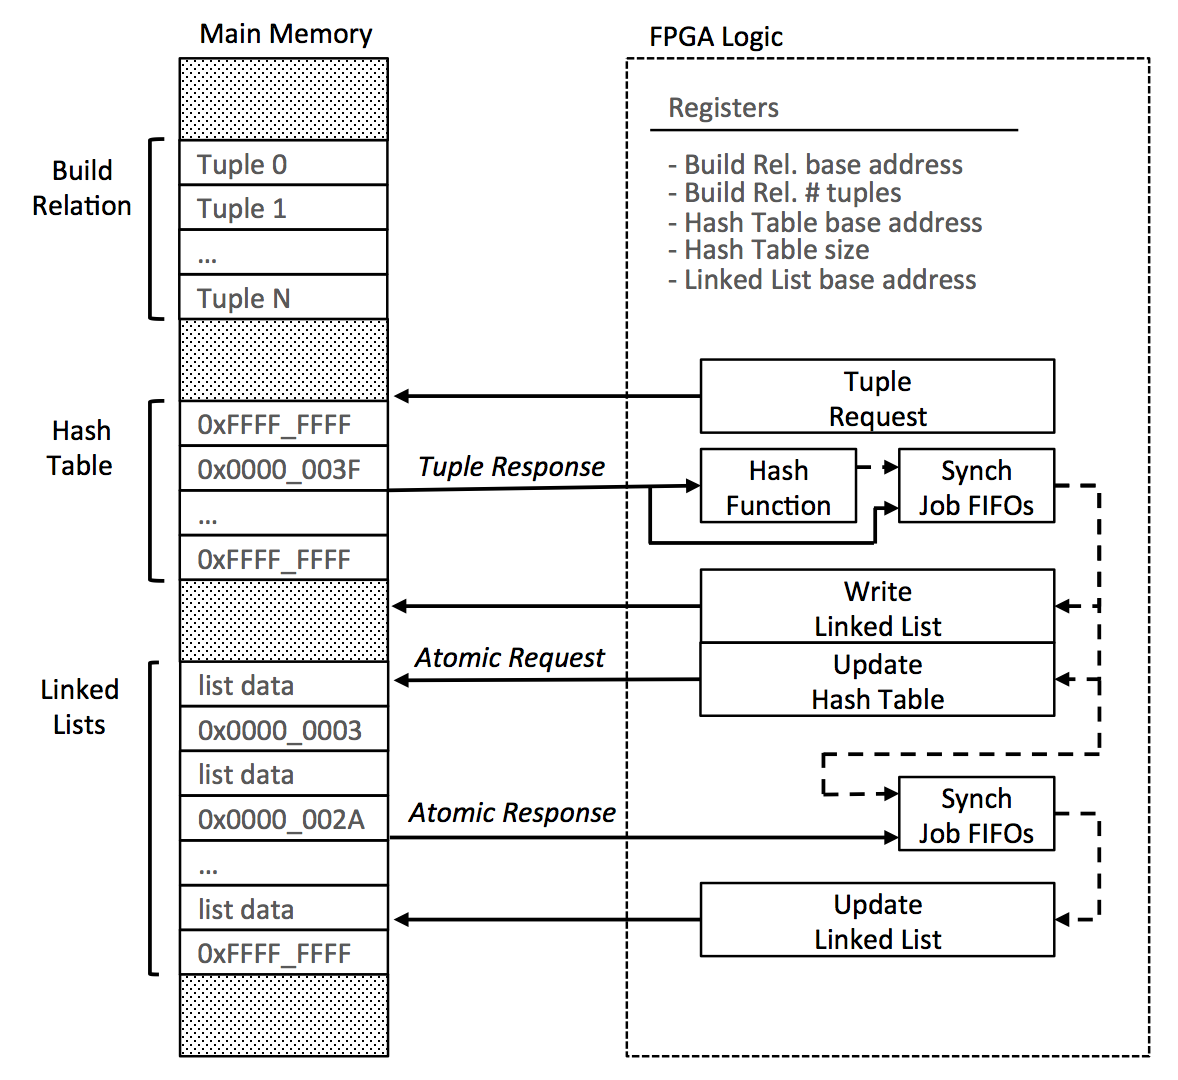 Main Memory
FPGA Logic
Build
Relation
Tuple 0
Tuple 1
...
Tuple N
Hash
Table
0xFFFF_FFFF
0x0000_003F
...
0xFFFF_FFFF
Linked
Lists
list data
0x0000_0003
list data
0x0000_002A
...
list data
0xFFFF_FFFF
Registers
- Build Rel. base address
- Build Rel. # tuples
- Hash Table base address
- Hash Table size
- Linked List base address
Tuple
Request
Tuple Response
Hash
Function
Synch
Job FIFOs
Write
Linked List
Atomic Request
Update
Hash Table
Atomic Response
Synch
Job FIFOs
Update
Linked List